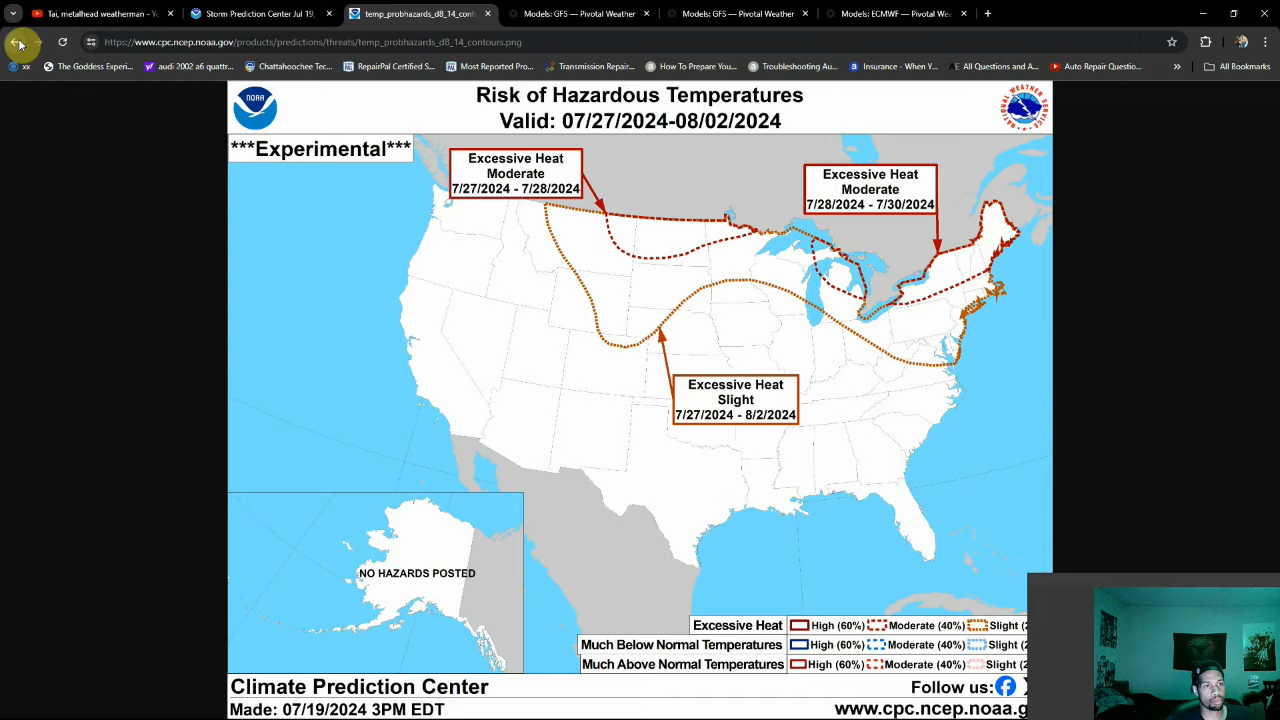 Tai, metalhead weatherman - Yo
Storm Prediction Center Jul 19,
temp_probhazards_d8_14_cont
Models: GFS — Pivotal Weather
Models: GFS — Pivotal Weather
Models: ECMWF — Pivotal We
https://www.cpc.ncep.noaa.gov/products/predictions/threats/temp_probhazards_d8_14_contours.png
xx
The Goddess Experi...
audi 2002 a6 quattr...
Chattahoochee Tec...
RepairPal Certified S...
Most Performed Rep...
Transmission Repair...
How To Prepare You...
Troubleshooting Au...
Insurance - When Y...
All Questions and A...
Auto Repair Questio...
All Bookmarks
NOAA
Risk of Hazardous Temperatures
Valid: 07/27/2024-08/02/2024
***Experimental***
Excessive Heat
Moderate
7/27/2024 - 7/28/2024
Excessive Heat
Moderate
7/28/2024 - 7/30/2024
Excessive Heat
Slight
7/27/2024 - 8/2/2024
NO HAZARDS POSTED
Excessive Heat High (60%) Moderate (40%) Slight
Much Below Normal Temperatures High (60%) Moderate (40%) Slight
Much Above Normal Temperatures High (60%) Moderate (40%) Slight
Climate Prediction Center
Follow us:
Made: 07/19/2024 3PM EDT
www.cpc.ncep.noaa.g